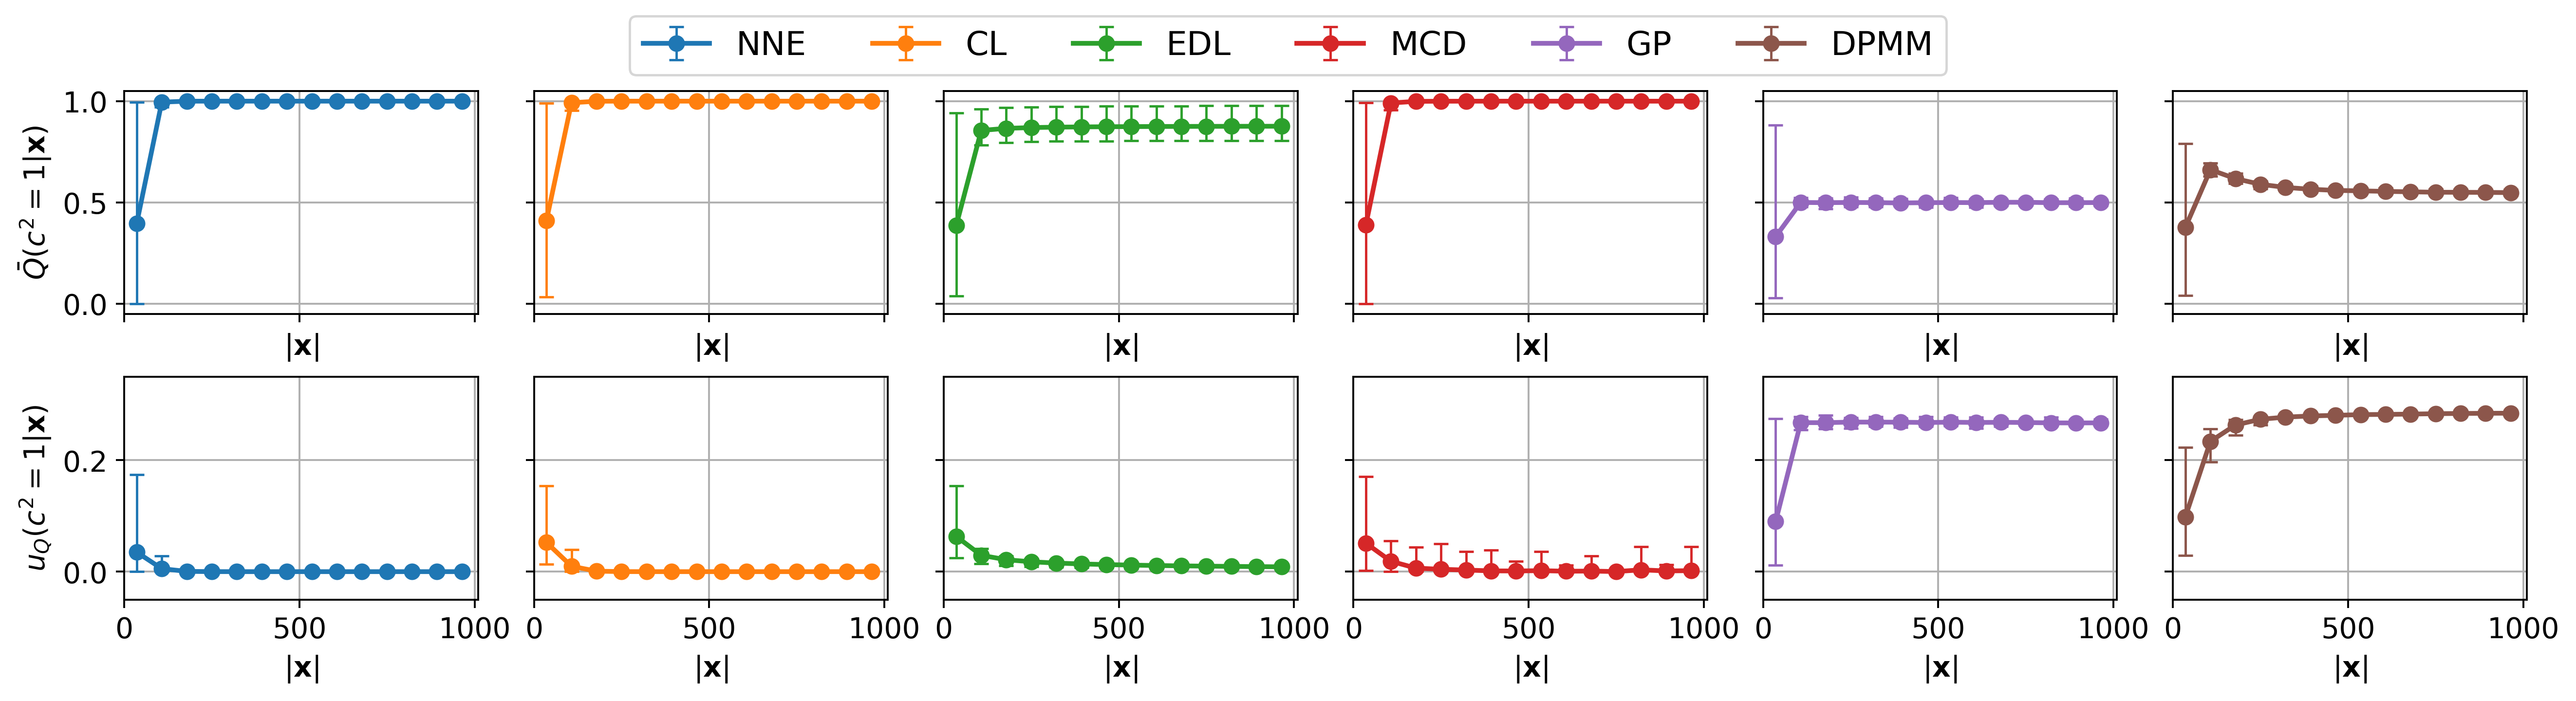 NNE CL EDL MCD GP DPMM
Q̄(c² = 1|x)
1.0
0.5
0.0
|x| |x| |x| |x| |x| |x|
u_Q(c² = 1|x)
0.2
0.0
0 500 1000 0 500 1000 0 500 1000 0 500 1000 0 500 1000 0 500 1000
|x| |x| |x| |x| |x| |x|